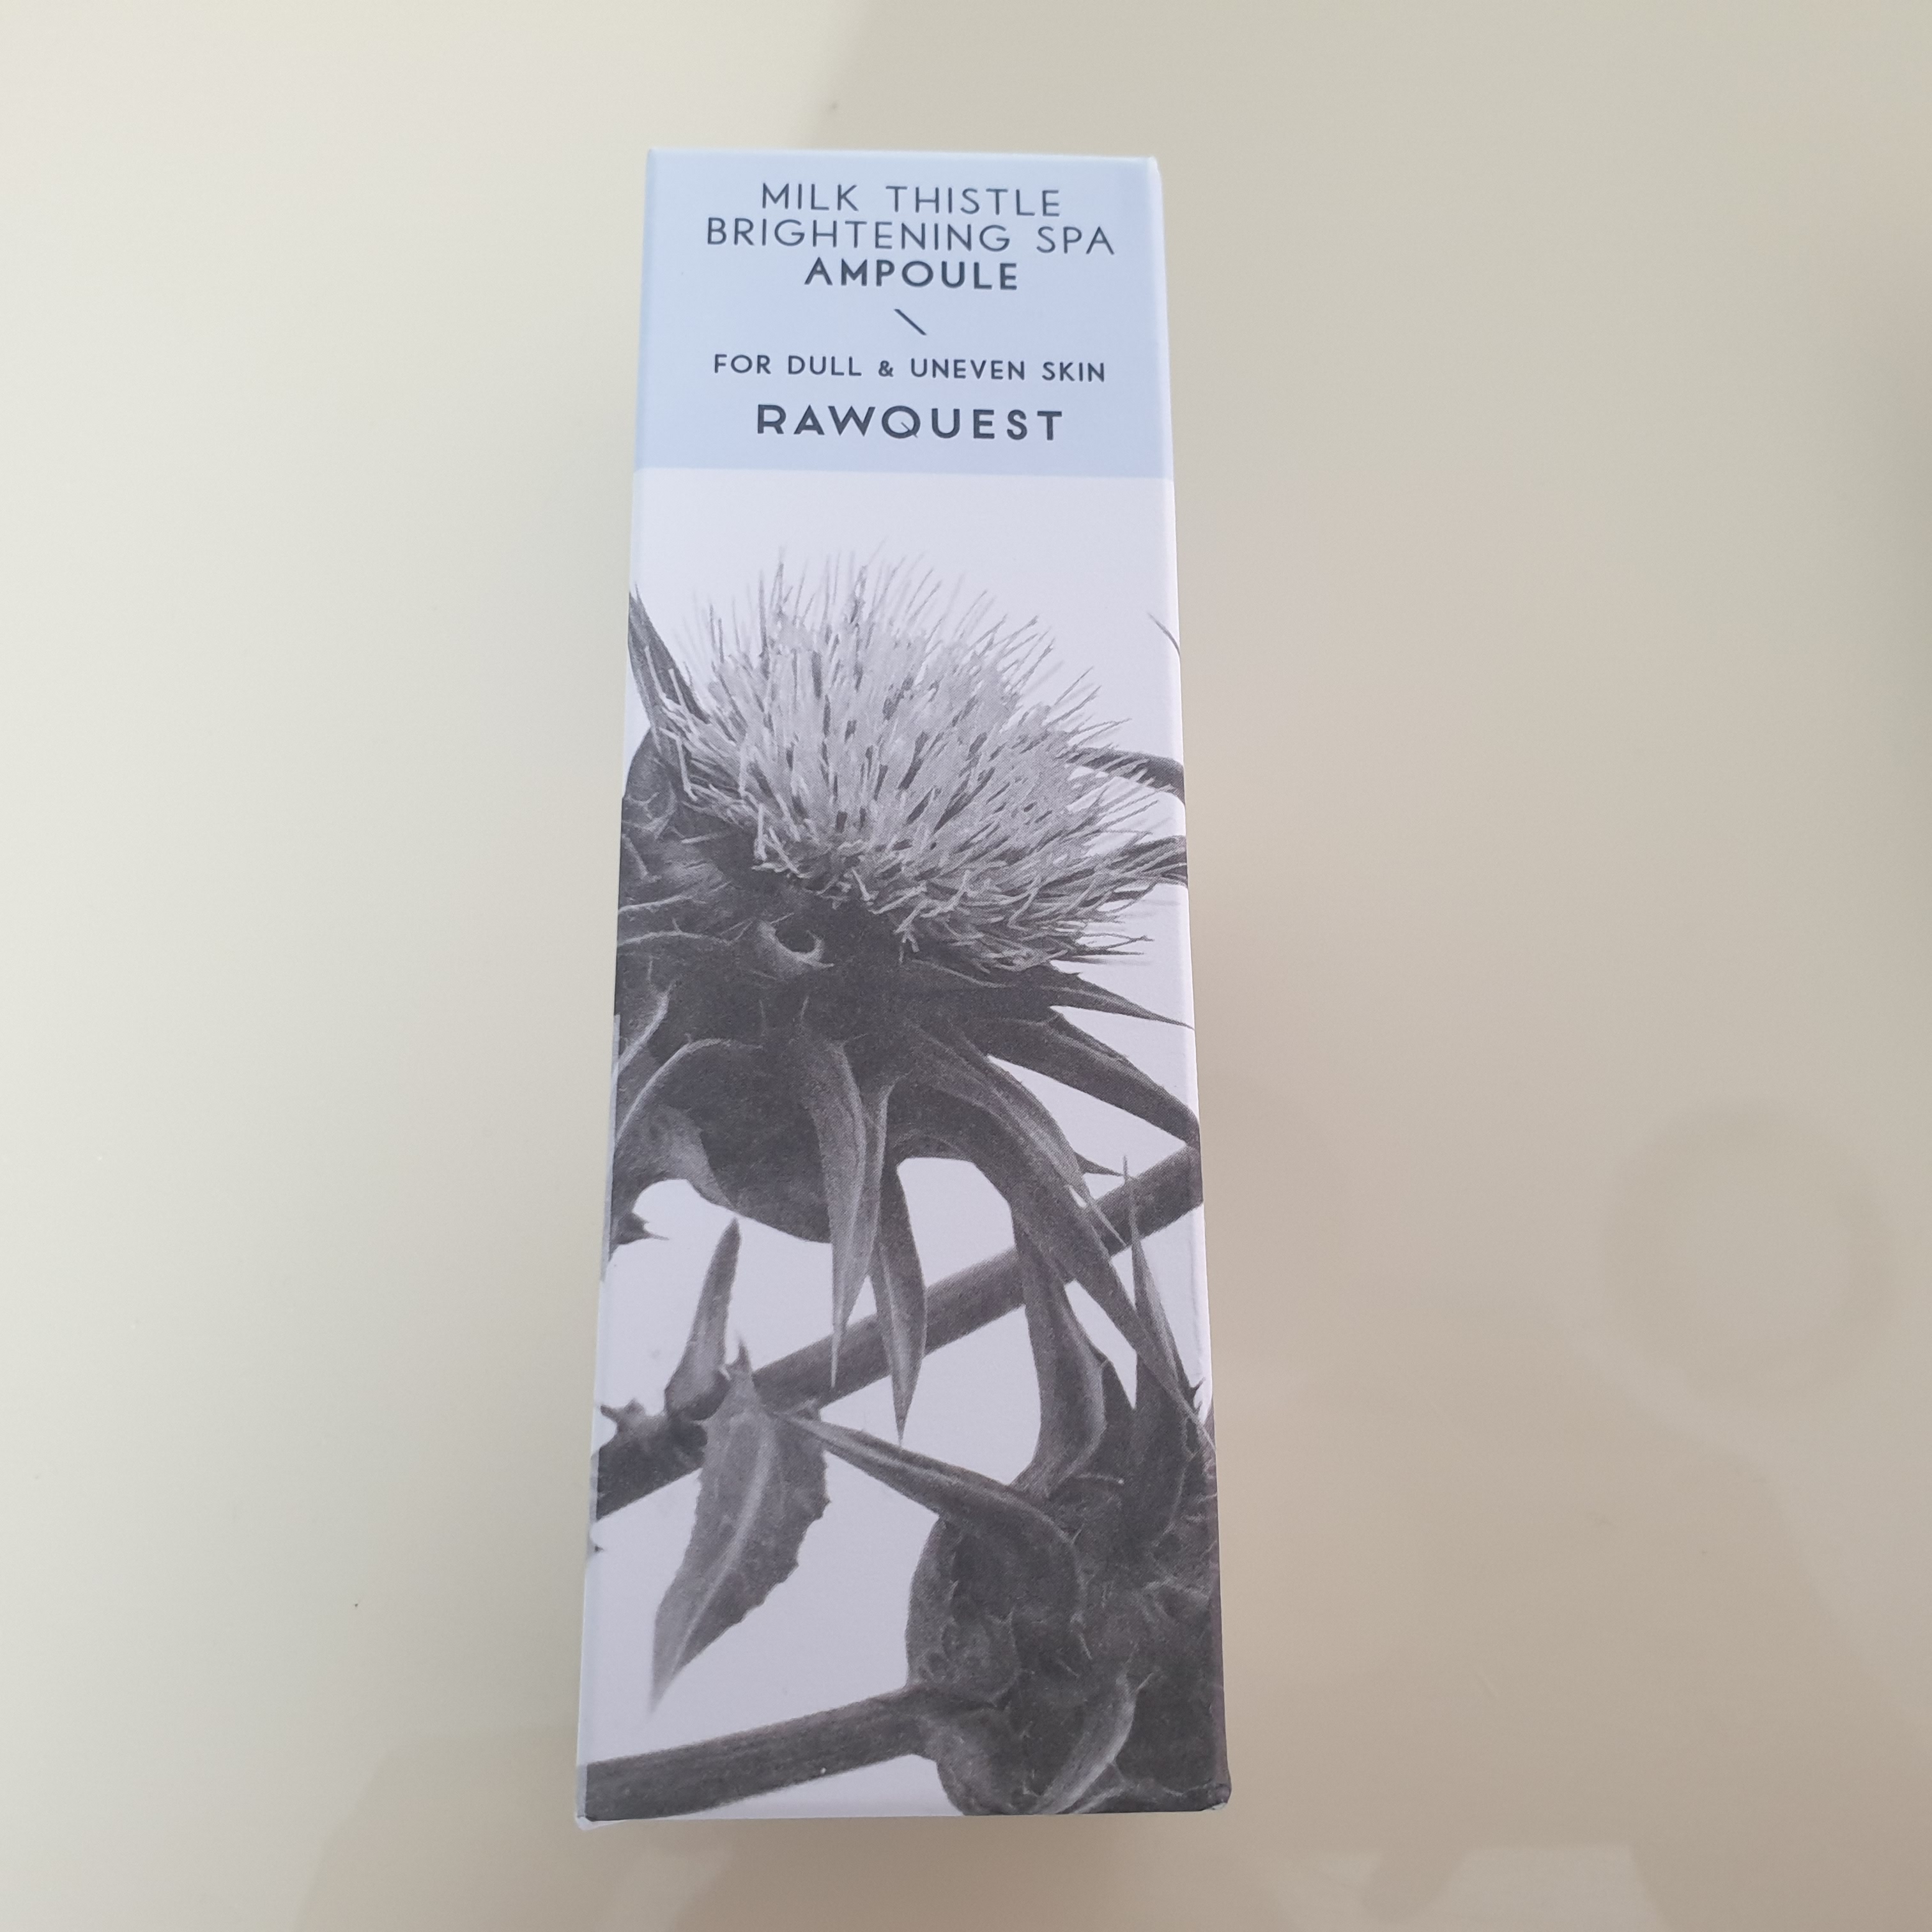 MILK THISTLE
BRIGHTENING SPA
AMPOULE
\
FOR DULL & UNEVEN SKIN
RAWQUEST